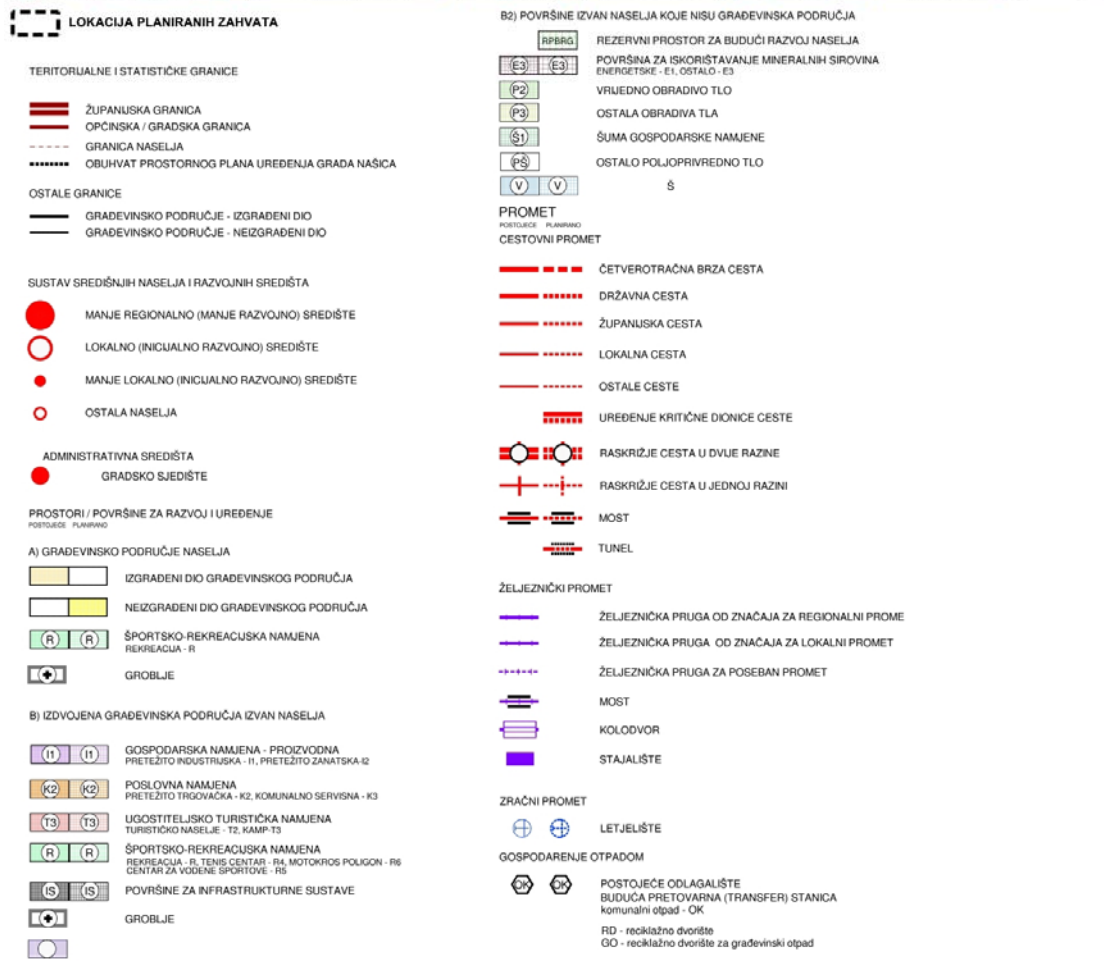 LOKACIJA PLANIRANIH ZAHVATA
TERITORIJALNE I STATISTIČKE GRANICE
ŽUPANIJSKA GRANICA
OPĆINSKA / GRADSKA GRANICA
GRANICA NASELJA
OBUHVAT PROSTORNOG PLANA UREĐENJA GRADA NAŠICA
OSTALE GRANICE
GRAĐEVINSKO PODRUČJE - IZGRAĐENI DIO
GRAĐEVINSKO PODRUČJE - NEIZGRAĐENI DIO
SUSTAV SREDIŠNJIH NASELJA I RAZVOJNIH SREDIŠTA
MANJE REGIONALNO (MANJE RAZVOJNO) SREDIŠTE
LOKALNO (INICIJALNO RAZVOJNO) SREDIŠTE
MANJE LOKALNO (INICIJALNO RAZVOJNO) SREDIŠTE
OSTALA NASELJA
ADMINISTRATIVNA SREDIŠTA
GRADSKO SJEDIŠTE
PROSTORI / POVRŠINE ZA RAZVOJ I UREĐENJE
POSTOJEĆE PLANIRANO
A) GRAĐEVINSKO PODRUČJE NASELJA
IZGRAĐENI DIO GRAĐEVINSKOG PODRUČJA
NEIZGRAĐENI DIO GRAĐEVINSKOG PODRUČJA
R R ŠPORTSKO-REKREACIJSKA NAMJENA
REKREACIJA - R
GROBLJE
B) IZDVOJENA GRAĐEVINSKA PODRUČJA IZVAN NASELJA
I1 I1 GOSPODARSKA NAMJENA - PROIZVODNA
PRETEŽITO INDUSTRIJSKA - I1, PRETEŽITO ZANATSKA-I2
K2 K2 POSLOVNA NAMJENA
PRETEŽITO TRGOVAČKA - K2, KOMUNALNO SERVISNA - K3
T3 T3 UGOSTITELJSKO TURISTIČKA NAMJENA
TURISTIČKO NASELJE - T2, KAMP-T3
R R ŠPORTSKO-REKREACIJSKA NAMJENA
REKREACIJA - R, TENIS CENTAR - R4, MOTOKROS POLIGON - R6
CENTAR ZA VODENE SPORTOVE - R5
IS IS POVRŠINE ZA INFRASTRUKTURNE SUSTAVE
GROBLJE
B2) POVRŠINE IZVAN NASELJA KOJE NISU GRAĐEVINSKA PODRUČJA
RPBRG REZERVNI PROSTOR ZA BUDUĆI RAZVOJ NASELJA
E3 E3 POVRŠINA ZA ISKORIŠTAVANJE MINERALNIH SIROVINA
ENERGETSKE - E1, OSTALO - E3
P2 VRIJEDNO OBRADIVO TLO
P3 OSTALA OBRADIVA TLA
Š1 ŠUMA GOSPODARSKE NAMJENE
PŠ OSTALO POLJOPRIVREDNO TLO
V V Š
PROMET
POSTOJEĆE PLANIRANO
CESTOVNI PROMET
ČETVEROTRAČNA BRZA CESTA
DRŽAVNA CESTA
ŽUPANIJSKA CESTA
LOKALNA CESTA
OSTALE CESTE
UREĐENJE KRITIČNE DIONICE CESTE
RASKRIŽJE CESTA U DVIJE RAZINE
RASKRIŽJE CESTA U JEDNOJ RAZINI
MOST
TUNEL
ŽELJEZNIČKI PROMET
ŽELJEZNIČKA PRUGA OD ZNAČAJA ZA REGIONALNI PROME
ŽELJEZNIČKA PRUGA OD ZNAČAJA ZA LOKALNI PROMET
ŽELJEZNIČKA PRUGA ZA POSEBAN PROMET
MOST
KOLODVOR
STAJALIŠTE
ZRAČNI PROMET
LETJELIŠTE
GOSPODARENJE OTPADOM
OK OK POSTOJEĆE ODLAGALIŠTE
BUDUĆA PRETOVARNA (TRANSFER) STANICA
komunalni otpad - OK
RD - reciklažno dvorište
GO - reciklažno dvorište za građevinski otpad